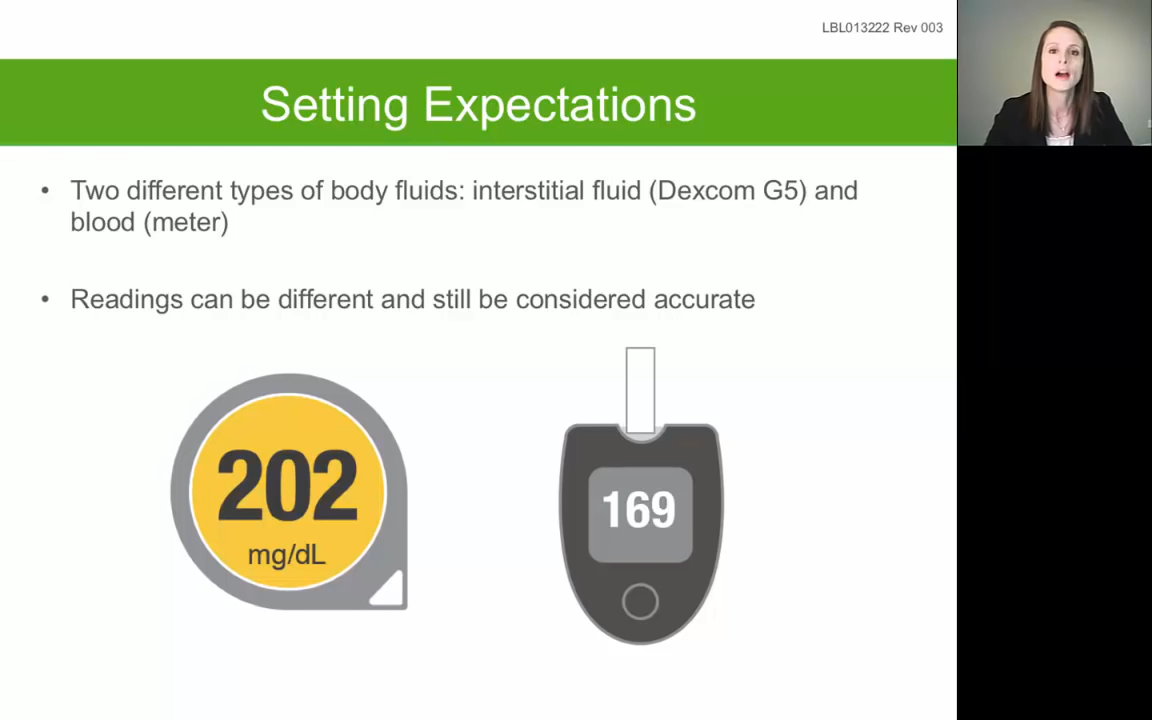 LBL013222 Rev 003
Setting Expectations
• Two different types of body fluids: interstitial fluid (Dexcom G5) and
blood (meter)
• Readings can be different and still be considered accurate
202
mg/dL
169